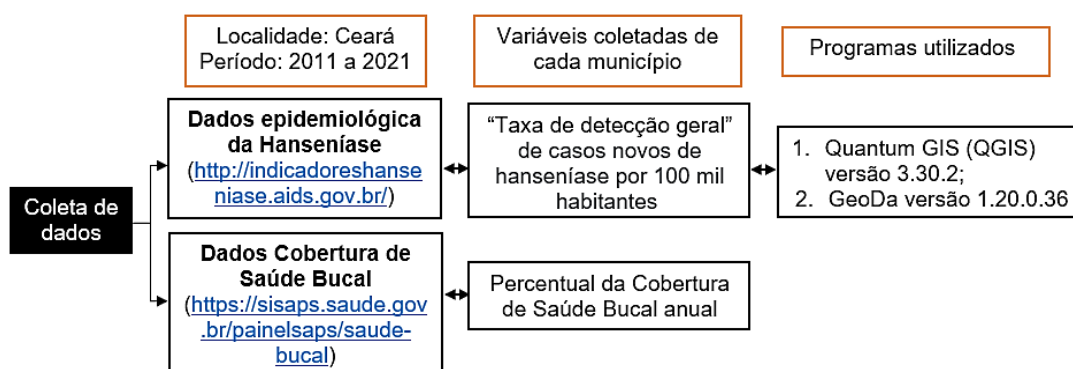 Localidade: Ceará
Período: 2011 a 2021
Variáveis coletadas de
cada município
Programas utilizados
Coleta de
dados
Dados epidemiológica
da Hanseníase
(http://indicadoreshanse
niase.aids.gov.br/)
“Taxa de detecção geral”
de casos novos de
hanseníase por 100 mil
habitantes
1. Quantum GIS (QGIS)
versão 3.30.2;
2. GeoDa versão 1.20.0.36
Dados Cobertura de
Saúde Bucal
(https://sisaps.saude.gov
.br/painelsaps/saude-
bucal)
Percentual da Cobertura
de Saúde Bucal anual